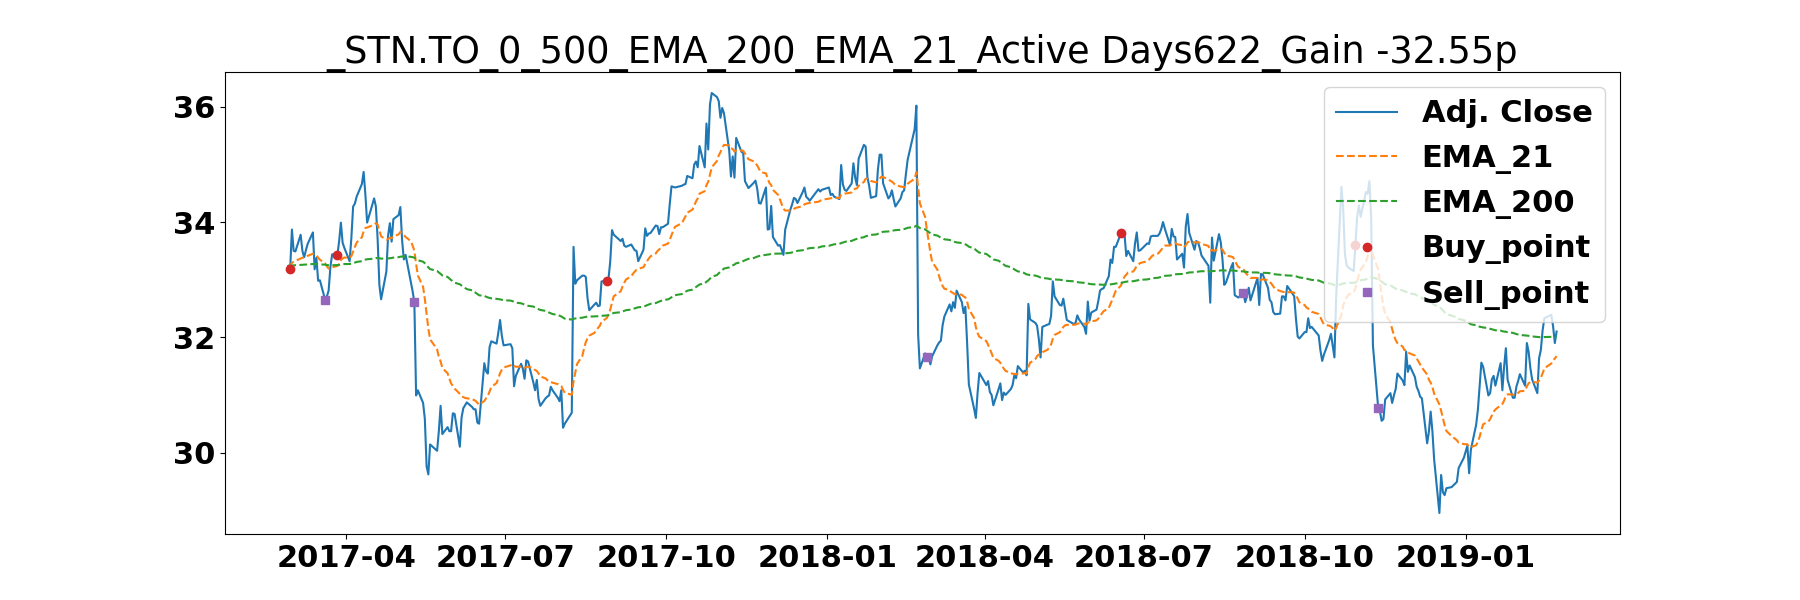 _STN.TO_0_500_EMA_200_EMA_21_Active Days622_Gain -32.55p
36
34
32
30
Adj. Close
EMA_21
EMA_200
Buy_point
Sell_point
2017-04 2017-07 2017-10 2018-01 2018-04 2018-07 2018-10 2019-01